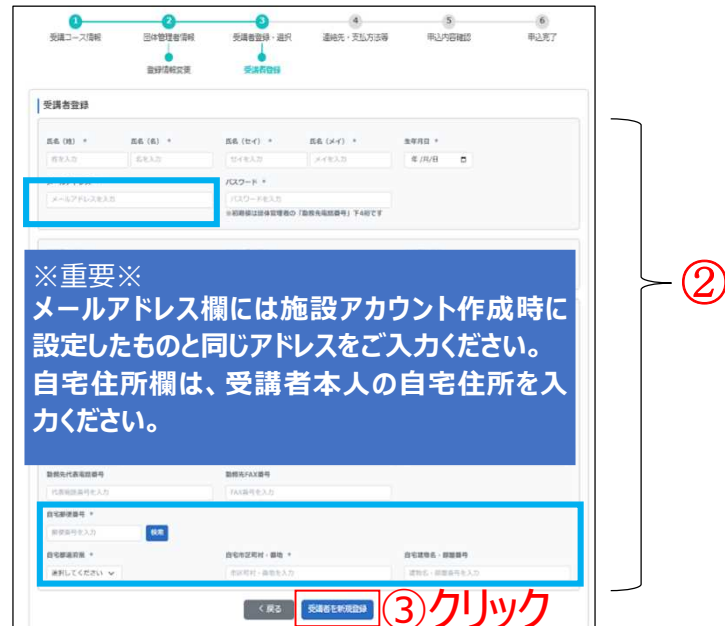 1 2 3 4 5 6
受講コース情報 団体管理者情報 受講者登録・選択 連絡先・支払方法等 申込内容確認 申込完了
登録情報変更 受講者登録
受講者登録
氏名（姓） * 氏名（名） * 氏名（セイ） * 氏名（メイ） * 生年月日 *
姓を入力 名を入力 セイを入力 メイを入力 年/月/日
パスワード *
メールアドレスを入力 パスワードを入力
※初期値は団体管理者の「勤務先電話番号」下4桁です
※重要※
メールアドレス欄には施設アカウント作成時に
設定したものと同じアドレスをご入力ください。
自宅住所欄は、受講者本人の自宅住所を入
力ください。
②
勤務先代表電話番号 勤務先FAX番号
代表電話番号を入力 FAX番号を入力
自宅郵便番号 *
郵便番号を入力 検索
自宅都道府県 * 自宅市区町村・番地 * 自宅建物名・部屋番号
選択してください 市区町村・番地を入力 建物名・部屋番号を入力
< 戻る 受講者を新規登録 ③クリック